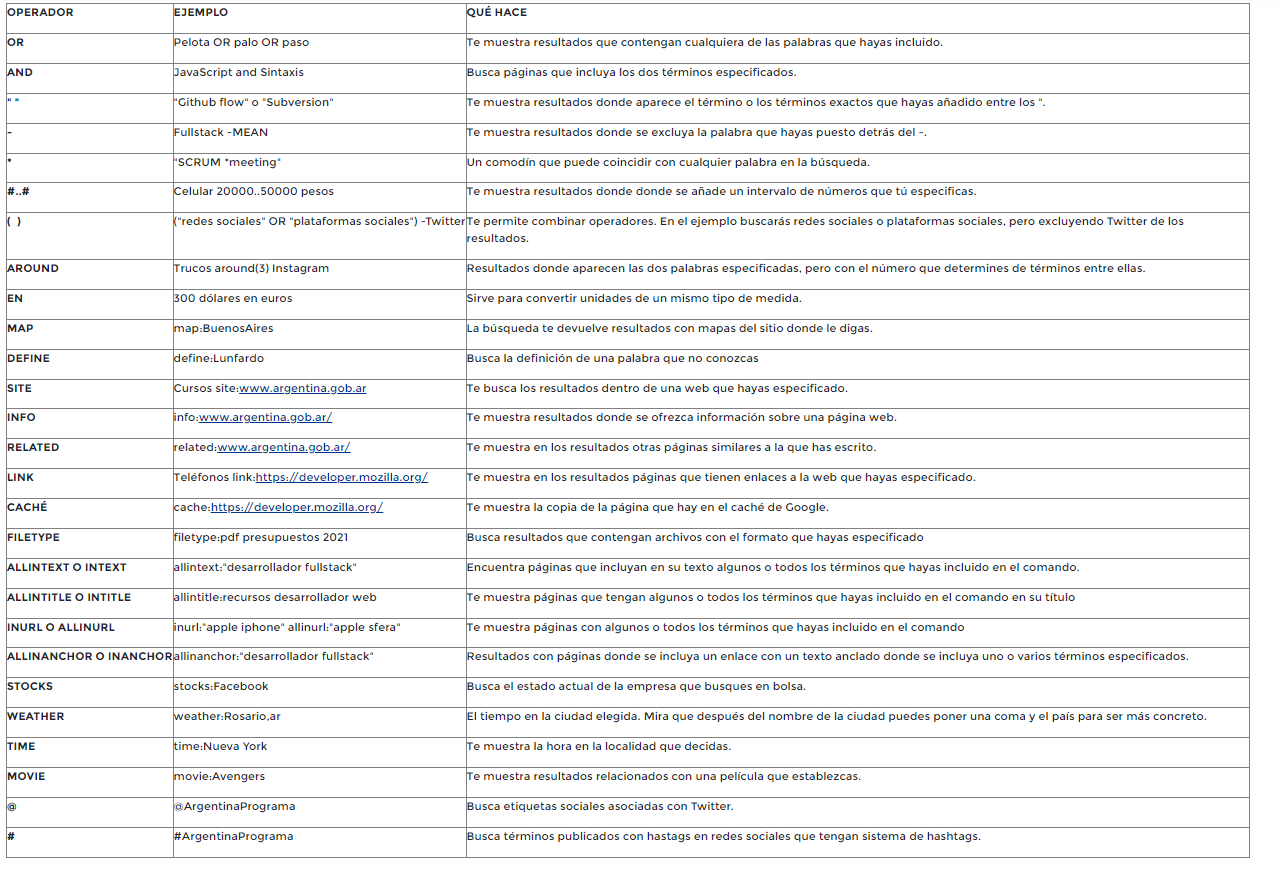 OPERADOR EJEMPLO QUÉ HACE
OR Pelota OR palo OR paso Te muestra resultados que contengan cualquiera de las palabras que hayas incluido.
AND JavaScript and Sintaxis Busca páginas que incluya los dos términos especificados.
" " "Github flow" o "Subversion" Te muestra resultados donde aparece el término o los términos exactos que hayas añadido entre los ".
- Fullstack -MEAN Te muestra resultados donde se excluya la palabra que hayas puesto detrás del -.
* "SCRUM *meeting" Un comodín que puede coincidir con cualquier palabra en la búsqueda.
#..# Celular 20000..50000 pesos Te muestra resultados donde donde se añade un intervalo de números que tú especificas.
( ) ("redes sociales" OR "plataformas sociales") -Twitter Te permite combinar operadores. En el ejemplo buscarás redes sociales o plataformas sociales, pero excluyendo Twitter de los
resultados.
AROUND Trucos around(3) Instagram Resultados donde aparecen las dos palabras especificadas, pero con el número que determines de términos entre ellas.
EN 300 dólares en euros Sirve para convertir unidades de un mismo tipo de medida.
MAP map:BuenosAires La búsqueda te devuelve resultados con mapas del sitio donde le digas.
DEFINE define:Lunfardo Busca la definición de una palabra que no conozcas
SITE Cursos site:www.argentina.gob.ar Te busca los resultados dentro de una web que hayas especificado.
INFO info:www.argentina.gob.ar/ Te muestra resultados donde se ofrezca información sobre una página web.
RELATED related:www.argentina.gob.ar/ Te muestra en los resultados otras páginas similares a la que has escrito.
LINK Teléfonos link:https://developer.mozilla.org/ Te muestra en los resultados páginas que tienen enlaces a la web que hayas especificado.
CACHÉ cache:https://developer.mozilla.org/ Te muestra la copia de la página que hay en el caché de Google.
FILETYPE filetype:pdf presupuestos 2021 Busca resultados que contengan archivos con el formato que hayas especificado
ALLINTEXT O INTEXT allintext:"desarrollador fullstack" Encuentra páginas que incluyan en su texto algunos o todos los términos que hayas incluido en el comando.
ALLINTITLE O INTITLE allintitle:recursos desarrollador web Te muestra páginas que tengan algunos o todos los términos que hayas incluido en el comando en su título
INURL O ALLINURL inurl:"apple iphone" allinurl:"apple sfera" Te muestra páginas con algunos o todos los términos que hayas incluido en el comando
ALLINANCHOR O INANCHOR allinanchor:"desarrollador fullstack" Resultados con páginas donde se incluya un enlace con un texto anclado donde se incluya uno o varios términos especificados.
STOCKS stocks:Facebook Busca el estado actual de la empresa que busques en bolsa.
WEATHER weather:Rosario,ar El tiempo en la ciudad elegida. Mira que después del nombre de la ciudad puedes poner una coma y el país para ser más concreto.
TIME time:Nueva York Te muestra la hora en la localidad que decidas.
MOVIE movie:Avengers Te muestra resultados relacionados con una película que establezcas.
@ @ArgentinaPrograma Busca etiquetas sociales asociadas con Twitter.
# #ArgentinaPrograma Busca términos publicados con hastags en redes sociales que tengan sistema de hashtags.